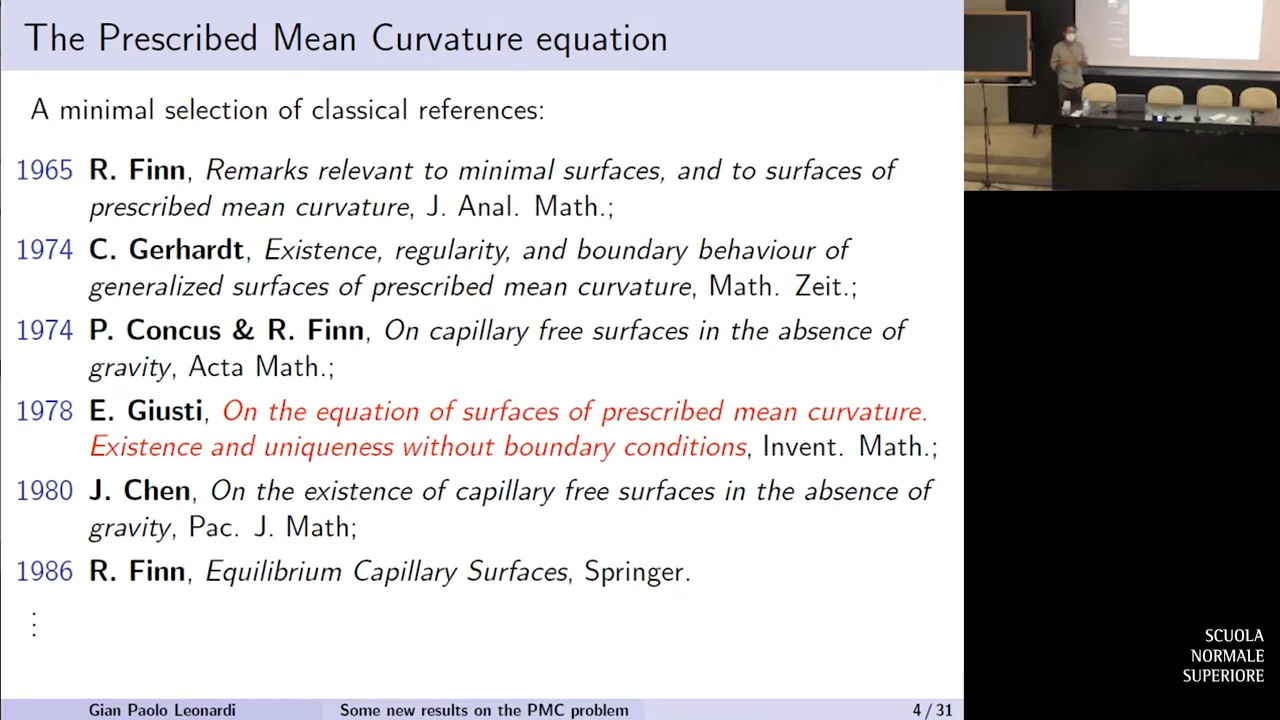 The Prescribed Mean Curvature equation
A minimal selection of classical references:
1965 R. Finn, Remarks relevant to minimal surfaces, and to surfaces of
prescribed mean curvature, J. Anal. Math.;
1974 C. Gerhardt, Existence, regularity, and boundary behaviour of
generalized surfaces of prescribed mean curvature, Math. Zeit.;
1974 P. Concus & R. Finn, On capillary free surfaces in the absence of
gravity, Acta Math.;
1978 E. Giusti, On the equation of surfaces of prescribed mean curvature.
Existence and uniqueness without boundary conditions, Invent. Math.;
1980 J. Chen, On the existence of capillary free surfaces in the absence of
gravity, Pac. J. Math;
1986 R. Finn, Equilibrium Capillary Surfaces, Springer.
⋮
Gian Paolo Leonardi Some new results on the PMC problem 4 / 31
SCUOLA
NORMALE
SUPERIORE